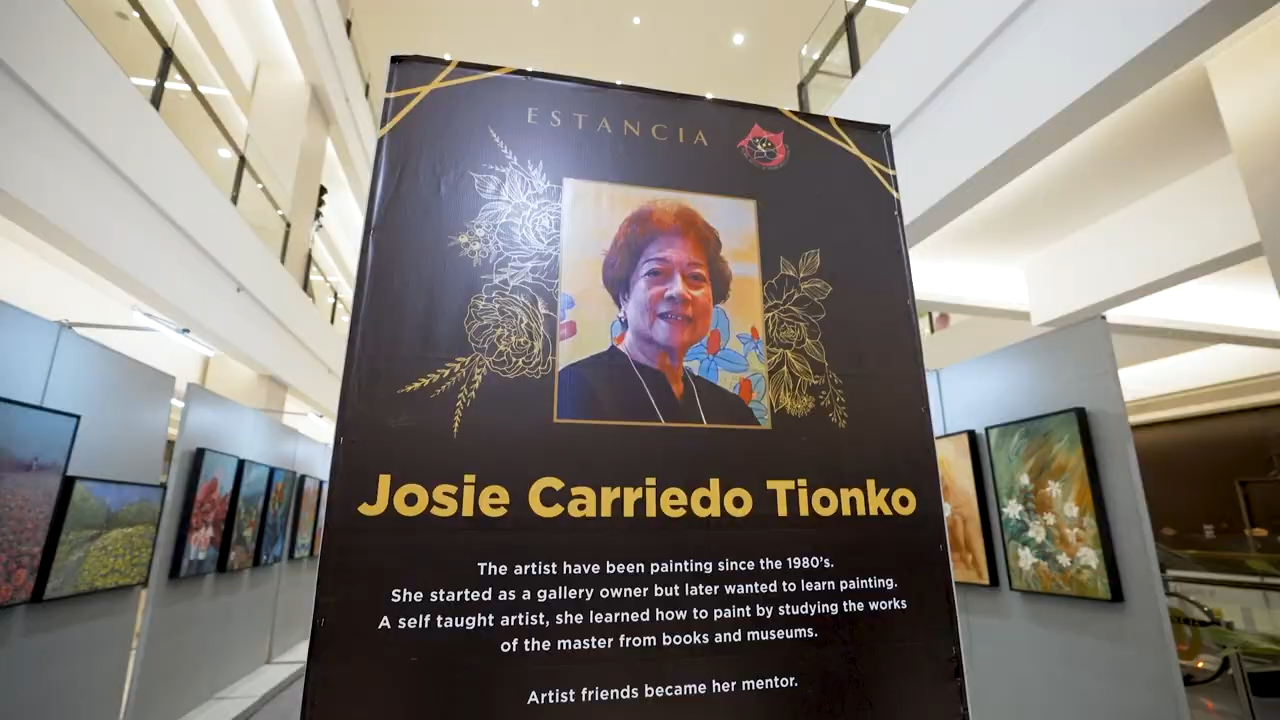 ESTANCIA
Josie Carriedo Tionko
The artist have been painting since the 1980's.
She started as a gallery owner but later wanted to learn painting.
A self taught artist, she learned how to paint by studying the works
of the master from books and museums.
Artist friends became her mentor.